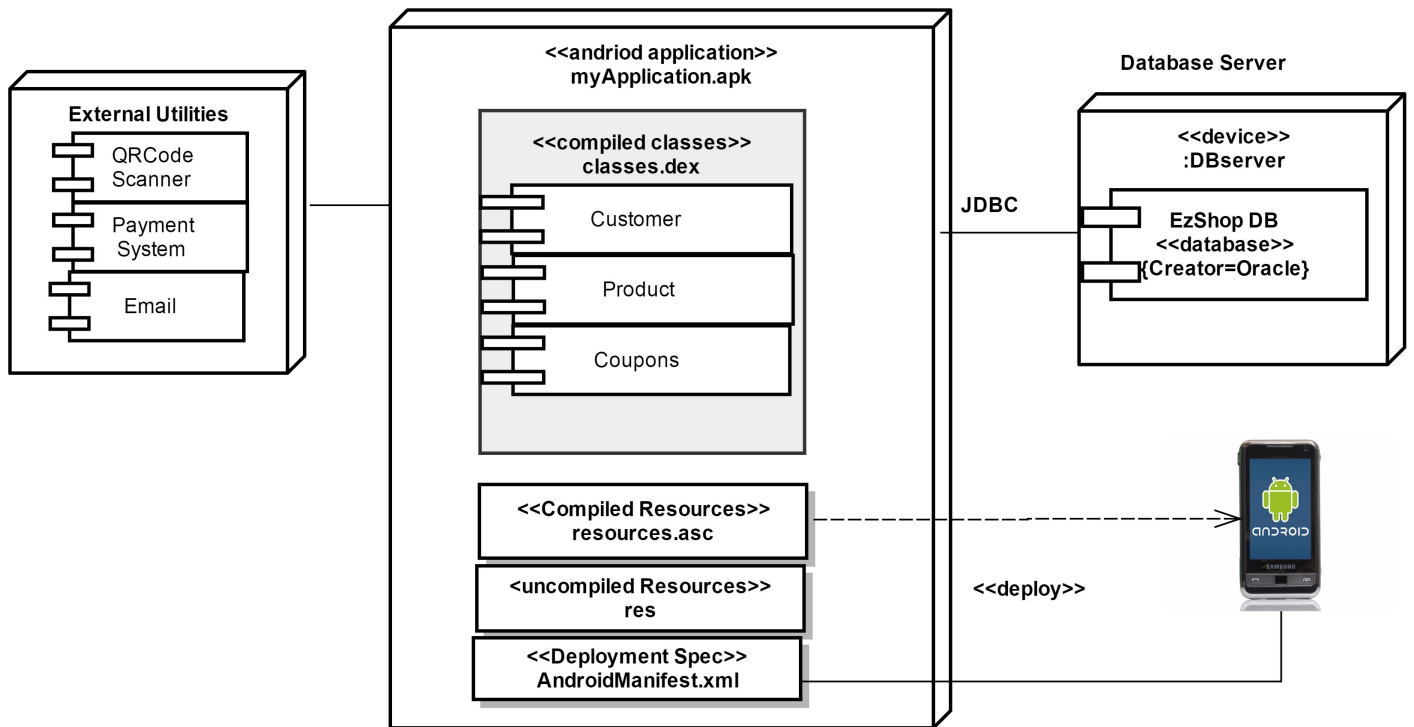 External Utilities
QRCode
Scanner
Payment
System
Email
<<andriod application>>
myApplication.apk
<<compiled classes>>
classes.dex
Customer
Product
Coupons
<<Compiled Resources>>
resources.asc
<uncompiled Resources>>
res
<<Deployment Spec>>
AndroidManifest.xml
JDBC
Database Server
<<device>>
:DBserver
EzShop DB
<<database>>
{Creator=Oracle}
<<deploy>>
ANDROID
SAMSUNG